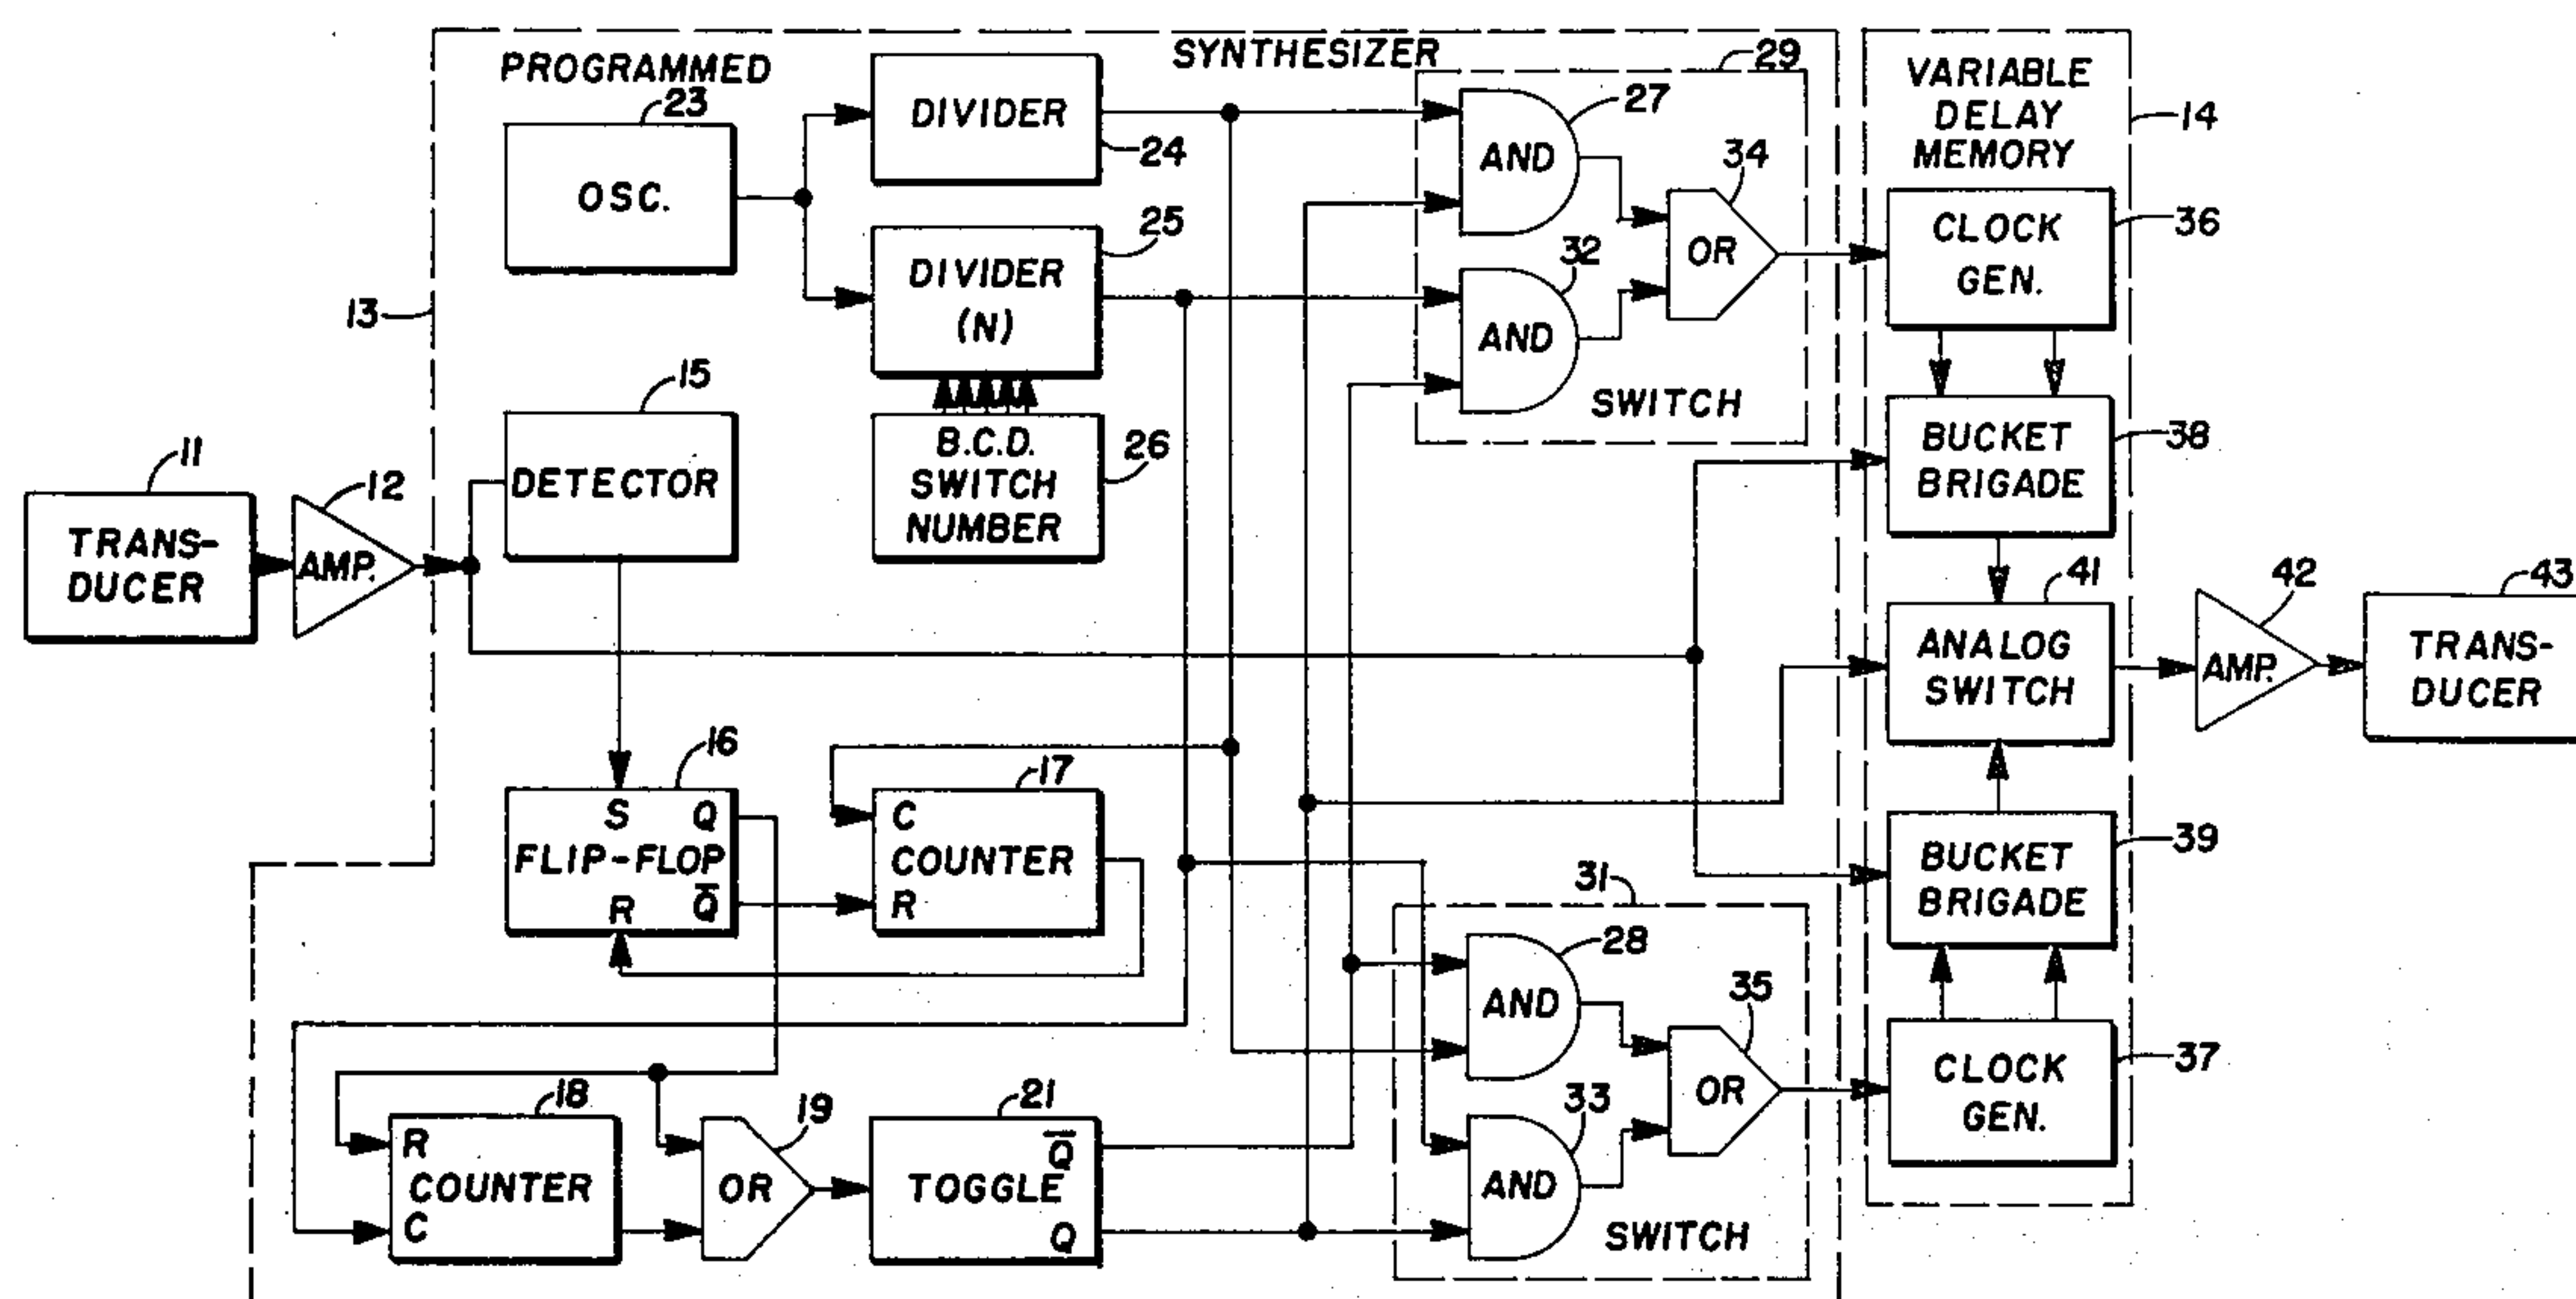 PROGRAMMED
SYNTHESIZER
23
OSC.
DIVIDER
24
25
DIVIDER
(N)
B.C.D.
SWITCH
NUMBER
26
13
15
DETECTOR
11
TRANS-
DUCER
12
AMP.
29
27
AND
32
AND
34
OR
SWITCH
VARIABLE
DELAY
MEMORY
14
CLOCK
GEN.
36
BUCKET
BRIGADE
38
41
ANALOG
SWITCH
42
AMP.
43
TRANS-
DUCER
BUCKET
BRIGADE
39
CLOCK
GEN.
37
16
S Q
FLIP-FLOP
R Q̅
17
C
COUNTER
R
18
R
COUNTER
C
19
OR
21
Q̅
TOGGLE
Q
31
28
AND
33
AND
35
OR
SWITCH